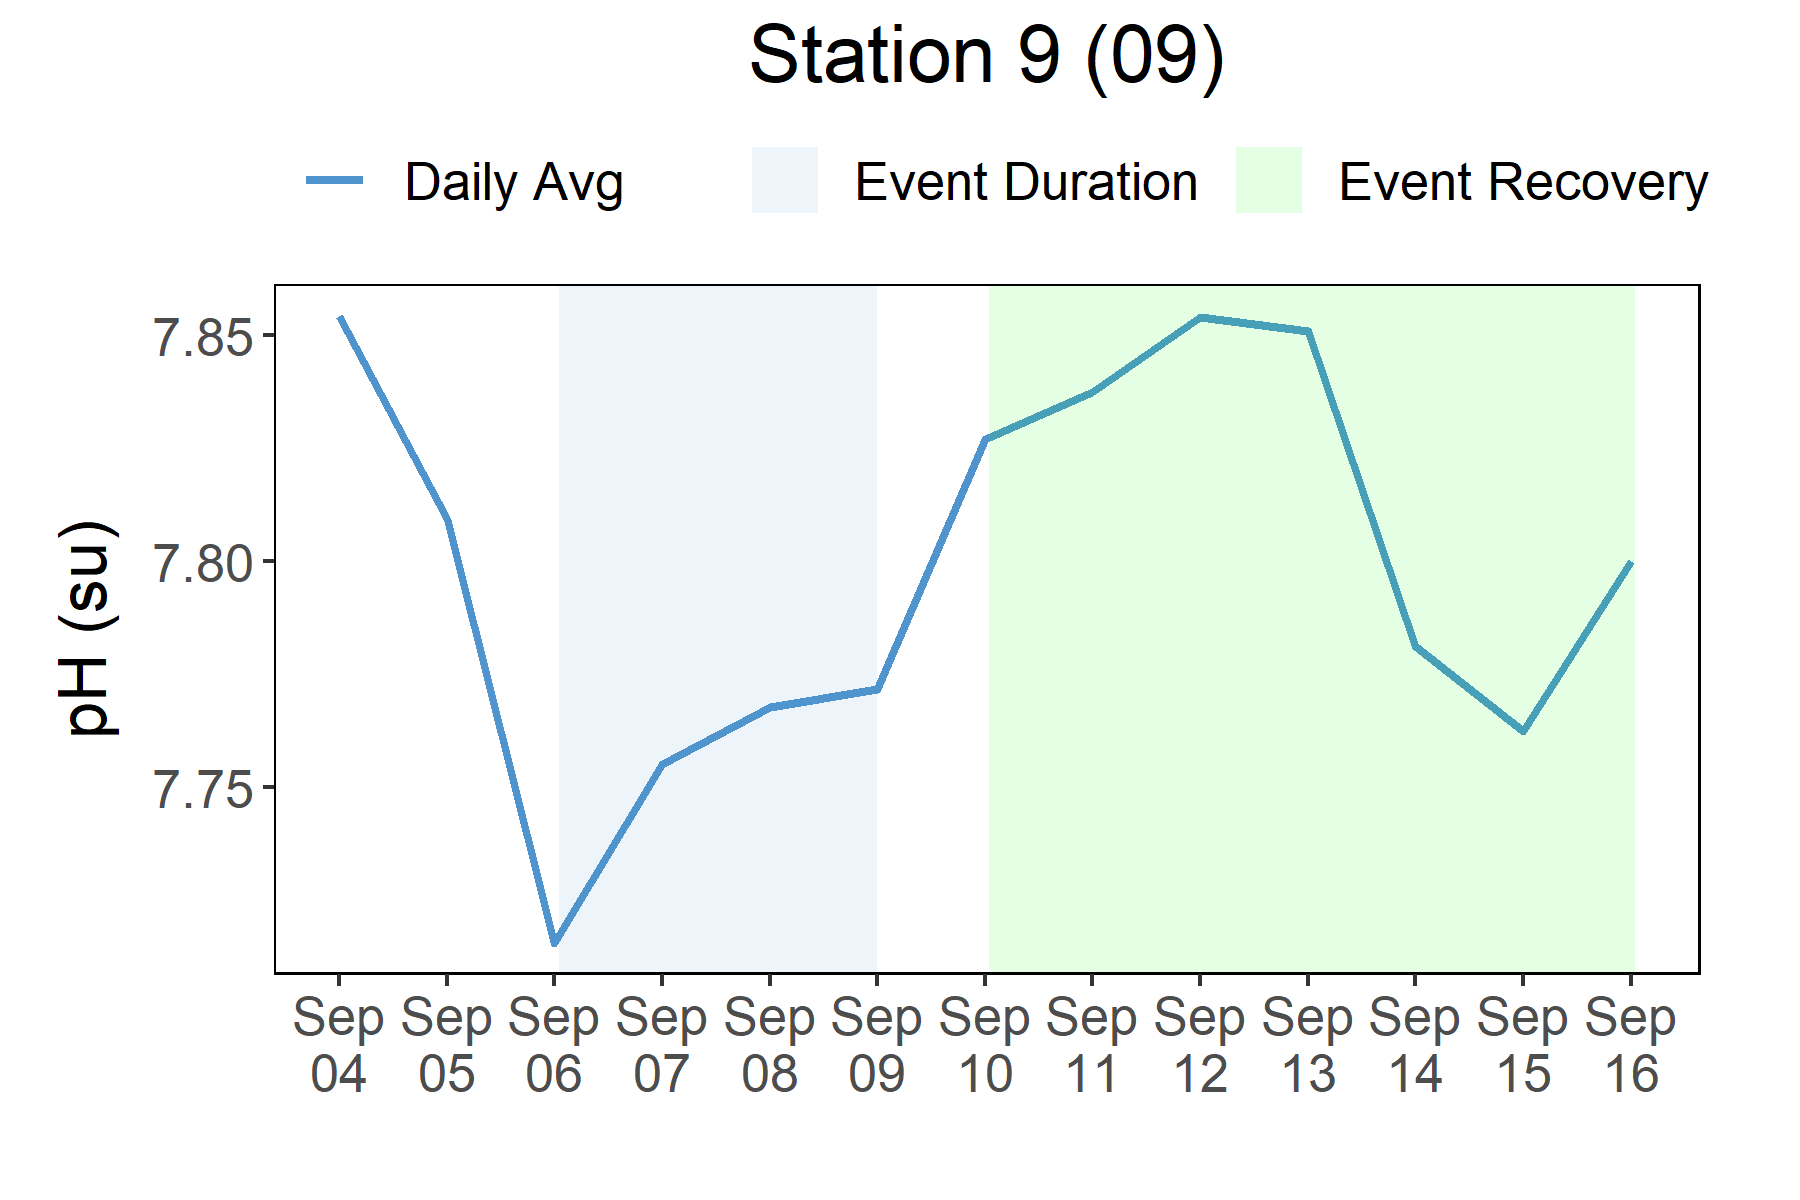 Station 9 (09)
Daily Avg Event Duration Event Recovery
pH (su)
7.85
7.80
7.75
Sep Sep Sep Sep Sep Sep Sep Sep Sep Sep Sep Sep Sep
04 05 06 07 08 09 10 11 12 13 14 15 16